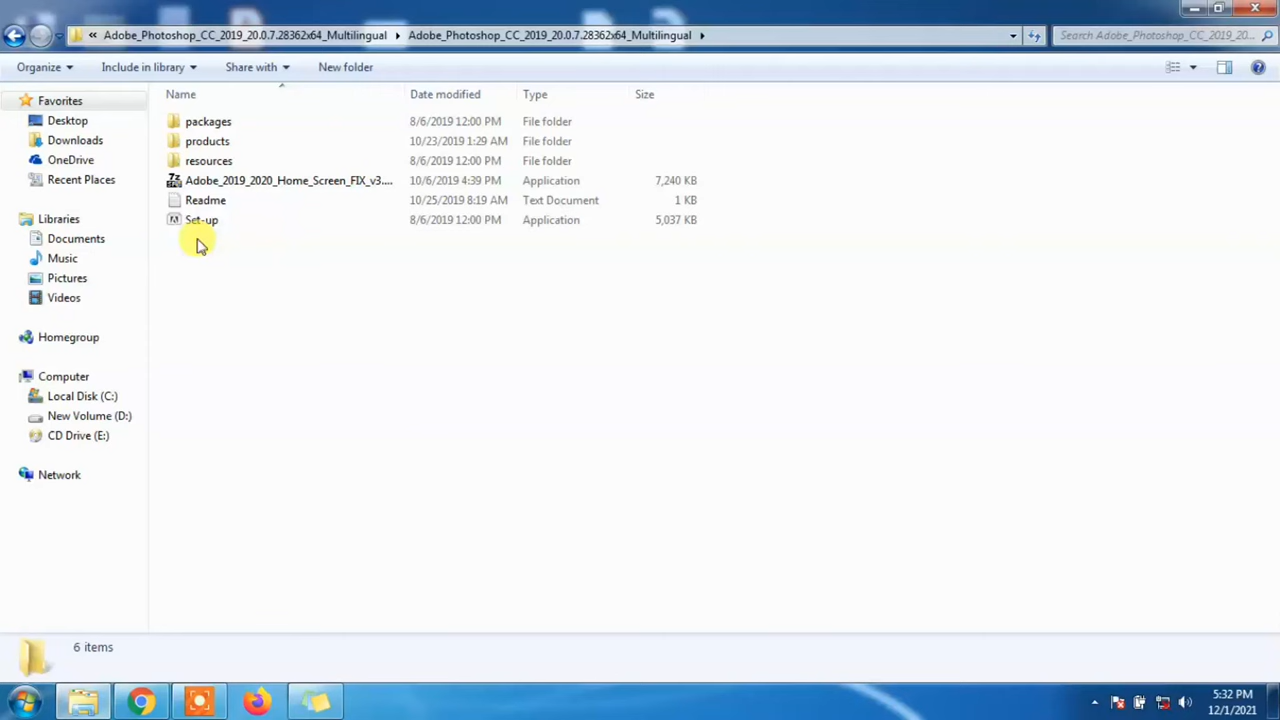 « Adobe_Photoshop_CC_2019_20.0.7.28362x64_Multilingual Adobe_Photoshop_CC_2019_20.0.7.28362x64_Multilingual Search Adobe_Photoshop_CC_2019_20...
Organize Include in library Share with New folder
Name Date modified Type Size
Favorites
Desktop
Downloads
OneDrive
Recent Places
Libraries
Documents
Music
Pictures
Videos
Homegroup
Computer
Local Disk (C:)
New Volume (D:)
CD Drive (E:)
Network
packages 8/6/2019 12:00 PM File folder
products 10/23/2019 1:29 AM File folder
resources 8/6/2019 12:00 PM File folder
Adobe_2019_2020_Home_Screen_FIX_v3.... 10/6/2019 4:39 PM Application 7,240 KB
Readme 10/25/2019 8:19 AM Text Document 1 KB
Set-up 8/6/2019 12:00 PM Application 5,037 KB
6 items
5:32 PM
12/1/2021